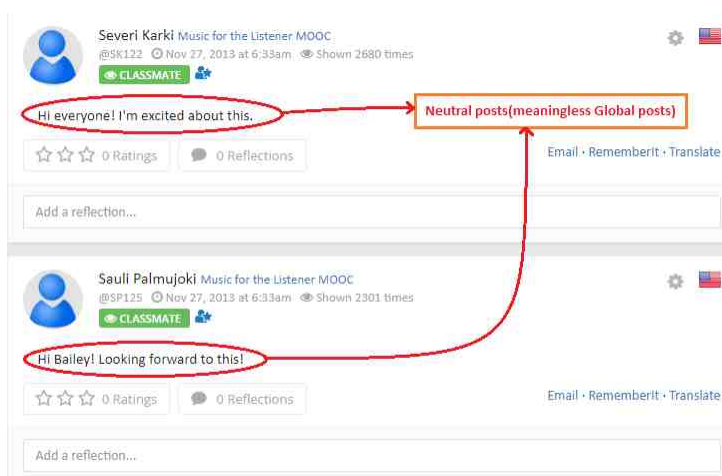 Severi Karki Music for the Listener MOOC
@SK122 Nov 27, 2013 at 6:33am Shown 2680 times
CLASSMATE
Hi everyone! I'm excited about this.
Neutral posts(meaningless Global posts)
0 Ratings 0 Reflections
Email · Rememberit · Translate
Add a reflection...
Sauli Palmujoki Music for the Listener MOOC
@SP125 Nov 27, 2013 at 6:33am Shown 2301 times
CLASSMATE
Hi Bailey! Looking forward to this!
0 Ratings 0 Reflections
Email · Rememberit · Translate
Add a reflection...